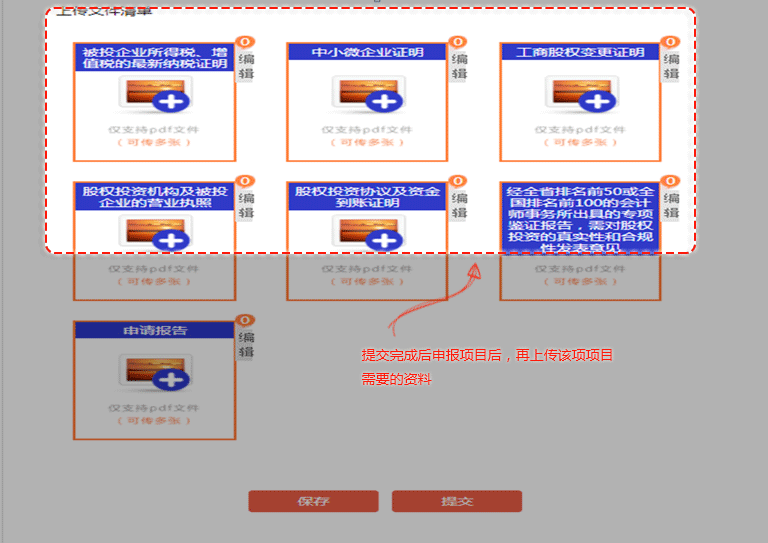 上传文件清单
被投企业所得税、增
值税的最新纳税证明
0
编
辑
仅支持pdf文件
（可传多张）
中小微企业证明
0
编
辑
仅支持pdf文件
（可传多张）
工商股权变更证明
0
编
辑
仅支持pdf文件
（可传多张）
股权投资机构及被投
企业的营业执照
0
编
辑
仅支持pdf文件
（可传多张）
股权投资协议及资金
到账证明
0
编
辑
仅支持pdf文件
（可传多张）
经全省排名前50或全
国排名前100的会计
师事务所出具的专项
鉴证报告，需对股权
投资的真实性和合规
性发表意见
0
编
辑
仅支持pdf文件
（可传多张）
申请报告
0
编
辑
仅支持pdf文件
（可传多张）
提交完成后申报项目后，再上传该项项目
需要的资料
保存
提交